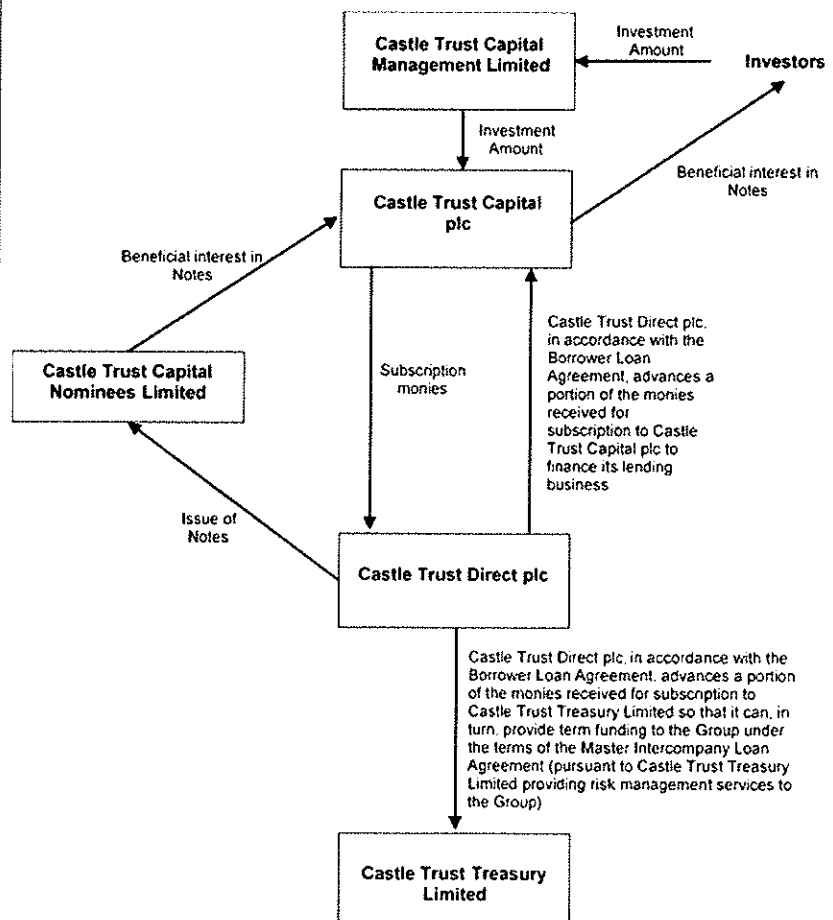 Castle Trust Capital
Management Limited
Investment
Amount
Investors
Investment
Amount
Beneficial interest in
Notes
Castle Trust Capital
plc
Beneficial interest in
Notes
Castle Trust Capital
Nominees Limited
Subscription
monies
Castle Trust Direct plc,
in accordance with the
Borrower Loan
Agreement, advances a
portion of the monies
received for
subscription to Castle
Trust Capital plc to
finance its lending
business
Issue of
Notes
Castle Trust Direct plc
Castle Trust Direct plc, in accordance with the
Borrower Loan Agreement, advances a portion
of the monies received for subscription to
Castle Trust Treasury Limited so that it can, in
turn, provide term funding to the Group under
the terms of the Master Intercompany Loan
Agreement (pursuant to Castle Trust Treasury
Limited providing risk management services to
the Group)
Castle Trust Treasury
Limited